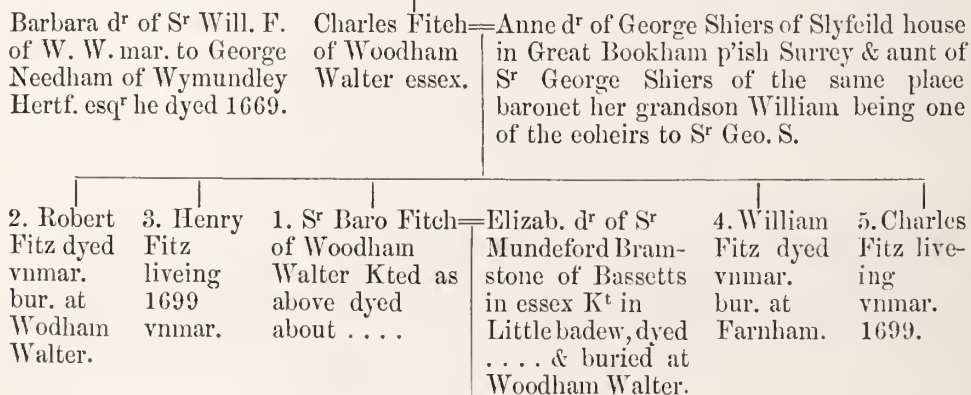 Barbara dʳ of Sʳ Will. F.
of W. W. mar. to George
Needham of Wymundley
Hertf. esqʳ he dyed 1669.
Charles Fitch=
of Woodham
Walter essex.
Anne dʳ of George Shiers of Slyfeild house
in Great Bookham p'ish Surrey & aunt of
Sʳ George Shiers of the same place
baronet her grandson William being one
of the coheirs to Sʳ Geo. S.
2. Robert
Fitz dyed
vnmar.
bur. at
Wodham
Walter.
3. Henry
Fitz
liveing
1699
vnmar.
1. Sʳ Baro Fitch=
of Woodham
Walter Kted as
above dyed
about . . . .
Elizab. dʳ of Sʳ
Mundeford Bram-
stone of Bassetts
in essex Kᵗ in
Little badew, dyed
. . . . & buried at
Woodham Walter.
4. William
Fitz dyed
vnmar.
bur. at
Farnham.
5. Charles
Fitz live-
ing
vnmar.
1699.